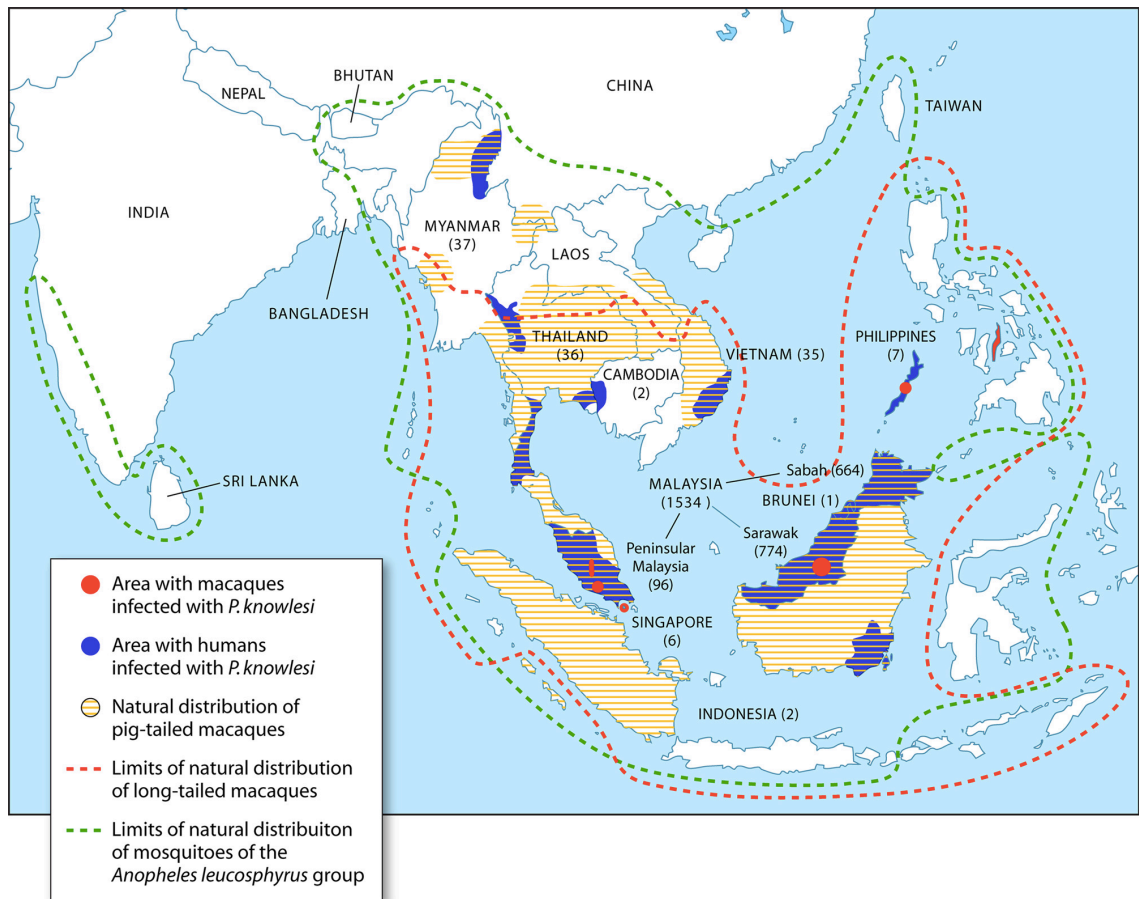 BHUTAN
NEPAL
CHINA
TAIWAN
INDIA
MYANMAR
(37)
LAOS
BANGLADESH
THAILAND
(36)
VIETNAM (35)
PHILIPPINES
(7)
CAMBODIA
(2)
SRI LANKA
MALAYSIA
(1534 )
Sabah (664)
BRUNEI (1)
Sarawak
(774)
Peninsular
Malaysia
(96)
SINGAPORE
(6)
INDONESIA (2)
Area with macaques
infected with P. knowlesi
Area with humans
infected with P. knowlesi
Natural distribution of
pig-tailed macaques
Limits of natural distribution
of long-tailed macaques
Limits of natural distribuiton
of mosquitoes of the
Anopheles leucosphyrus group